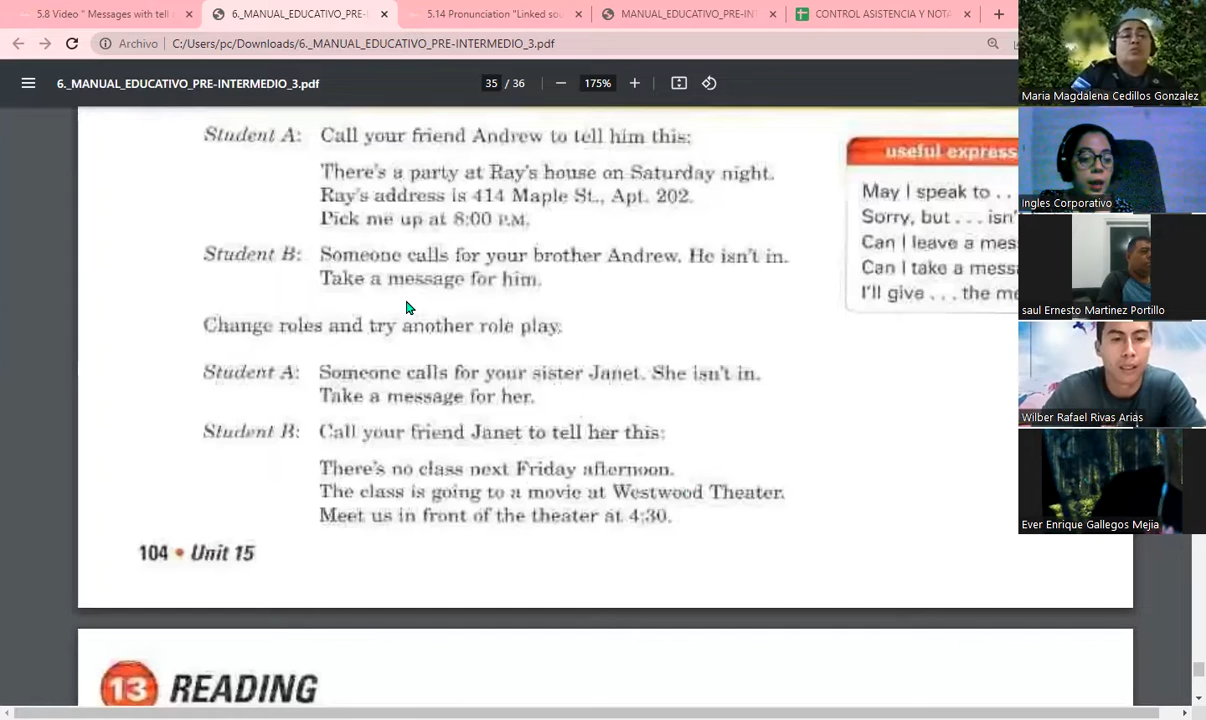 5.8 Video " Messages with tell a
6._MANUAL_EDUCATIVO_PRE-
5.14 Pronunciation "Linked sou
MANUAL_EDUCATIVO_PRE-INT
CONTROL ASISTENCIA Y NOTA
Archivo
C:/Users/pc/Downloads/6._MANUAL_EDUCATIVO_PRE-INTERMEDIO_3.pdf
6._MANUAL_EDUCATIVO_PRE-INTERMEDIO_3.pdf
35 / 36
175%
Student A: Call your friend Andrew to tell him this:
There's a party at Ray's house on Saturday night.
Ray's address is 414 Maple St., Apt. 202.
Pick me up at 8:00 P.M.
Student B: Someone calls for your brother Andrew. He isn't in.
Take a message for him.
Change roles and try another role play.
Student A: Someone calls for your sister Janet. She isn't in.
Take a message for her.
Student B: Call your friend Janet to tell her this:
There's no class next Friday afternoon.
The class is going to a movie at Westwood Theater.
Meet us in front of the theater at 4:30.
104 • Unit 15
useful express
May I speak to . .
Sorry, but . . . isn'
Can I leave a mes
Can I take a mess
I'll give . . . the me
13 READING
Maria Magdalena Cedillos Gonzalez
Ingles Corporativo
saul Ernesto Martinez Portillo
Wilber Rafael Rivas Arias
Ever Enrique Gallegos Mejia